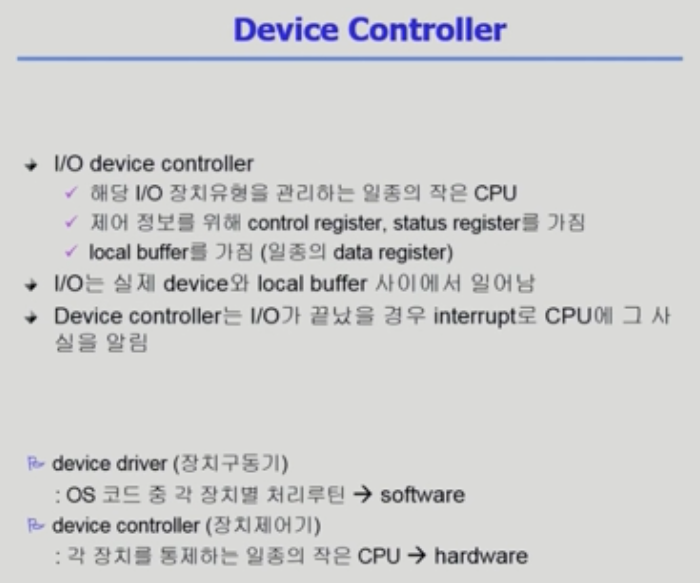 Device Controller
I/O device controller
해당 I/O 장치유형을 관리하는 일종의 작은 CPU
제어 정보를 위해 control register, status register를 가짐
local buffer를 가짐 (일종의 data register)
I/O는 실제 device와 local buffer 사이에서 일어남
Device controller는 I/O가 끝났을 경우 interrupt로 CPU에 그 사
실을 알림
device driver (장치구동기)
: OS 코드 중 각 장치별 처리루틴 → software
device controller (장치제어기)
: 각 장치를 통제하는 일종의 작은 CPU → hardware